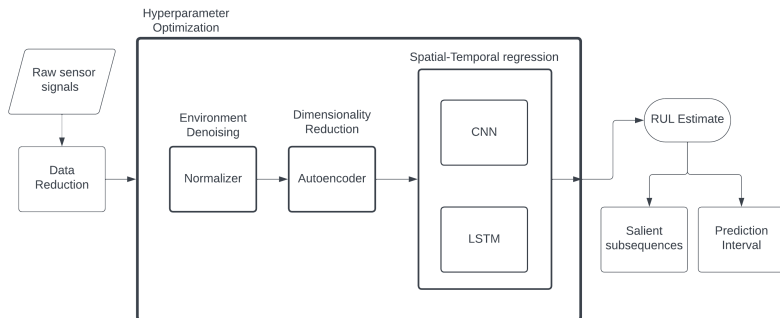 Hyperparameter
Optimization
Spatial-Temporal regression
Raw sensor
signals
Environment
Denoising
Dimensionality
Reduction
CNN
RUL Estimate
Data
Reduction
Normalizer
Autoencoder
LSTM
Salient
subsequences
Prediction
Interval